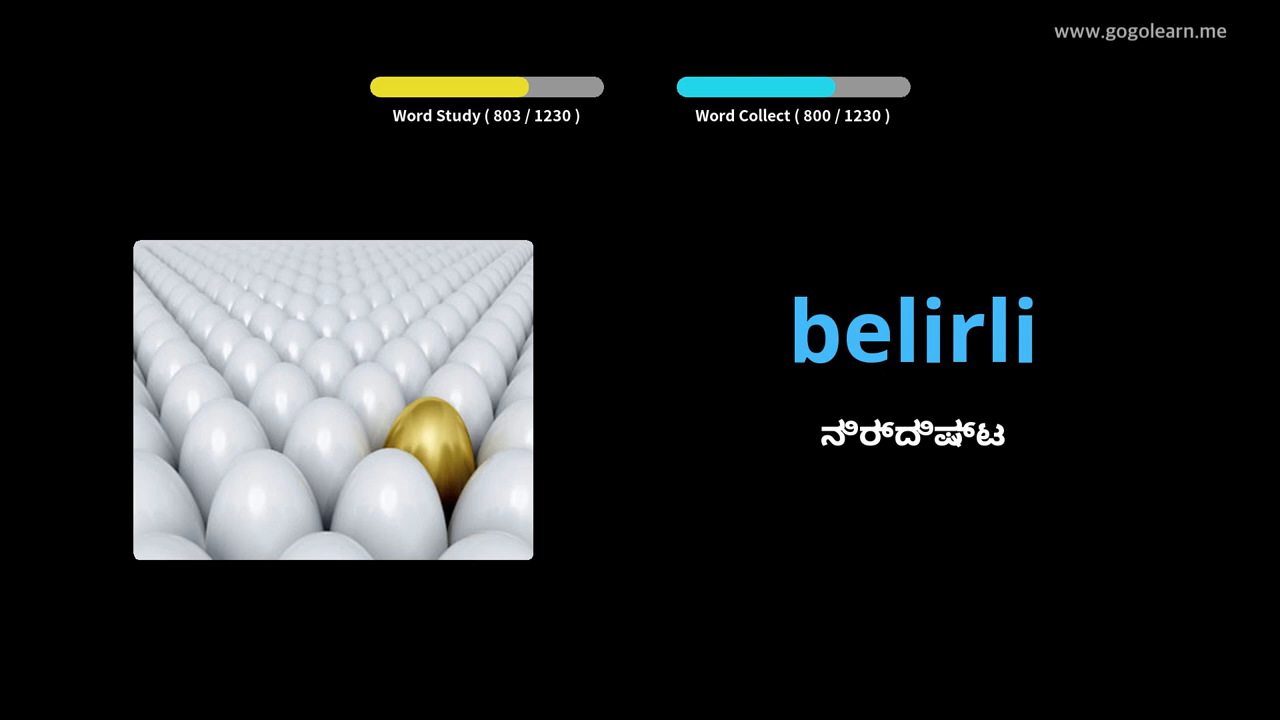 www.gogolearn.me
Word Study ( 803 / 1230 )
Word Collect ( 800 / 1230 )
belirli
ನಿರ್ದಿಷ್ಟ